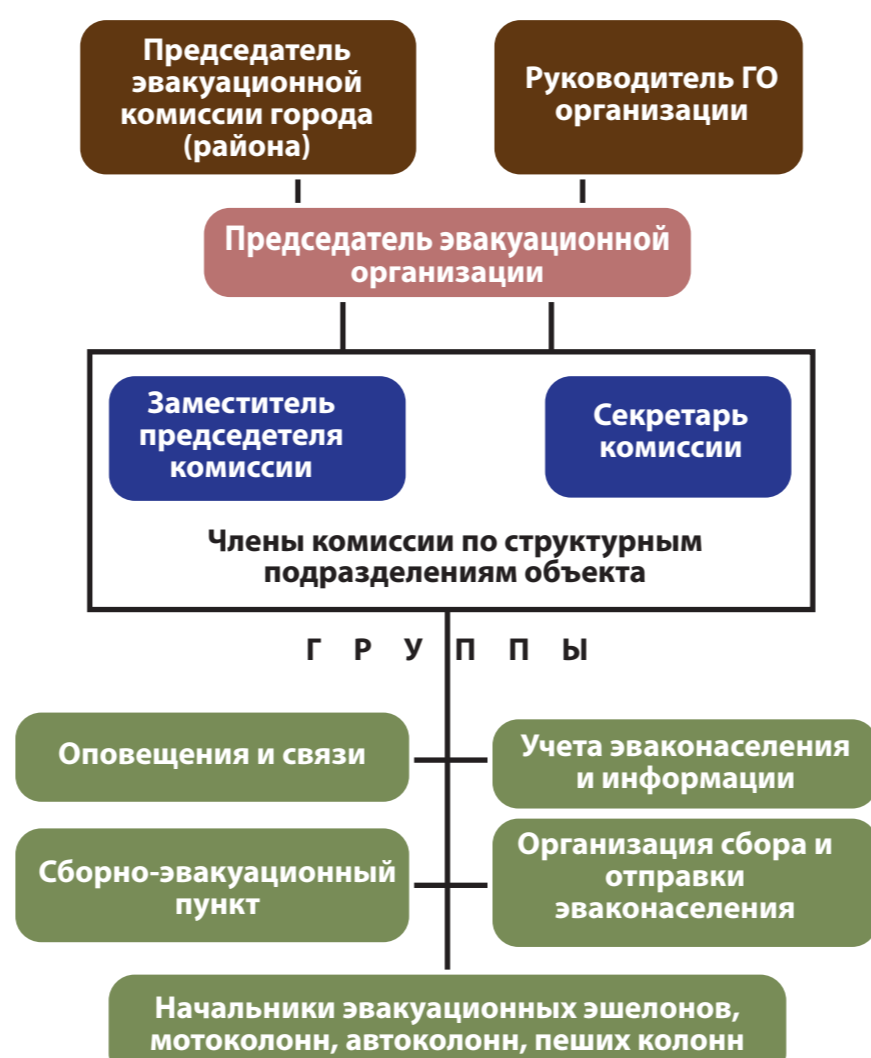 Председатель
эвакуационной
комиссии города
(района)
Руководитель ГО
организации
Председатель эвакуационной
организации
Заместитель
председетеля
комиссии
Секретарь
комиссии
Члены комиссии по структурным
подразделениям объекта
Г Р У П П Ы
Оповещения и связи
Учета эваконаселения
и информации
Сборно-эвакуационный
пункт
Организация сбора и
отправки
эваконаселения
Начальники эвакуационных эшелонов,
мотоколонн, автоколонн, пеших колонн